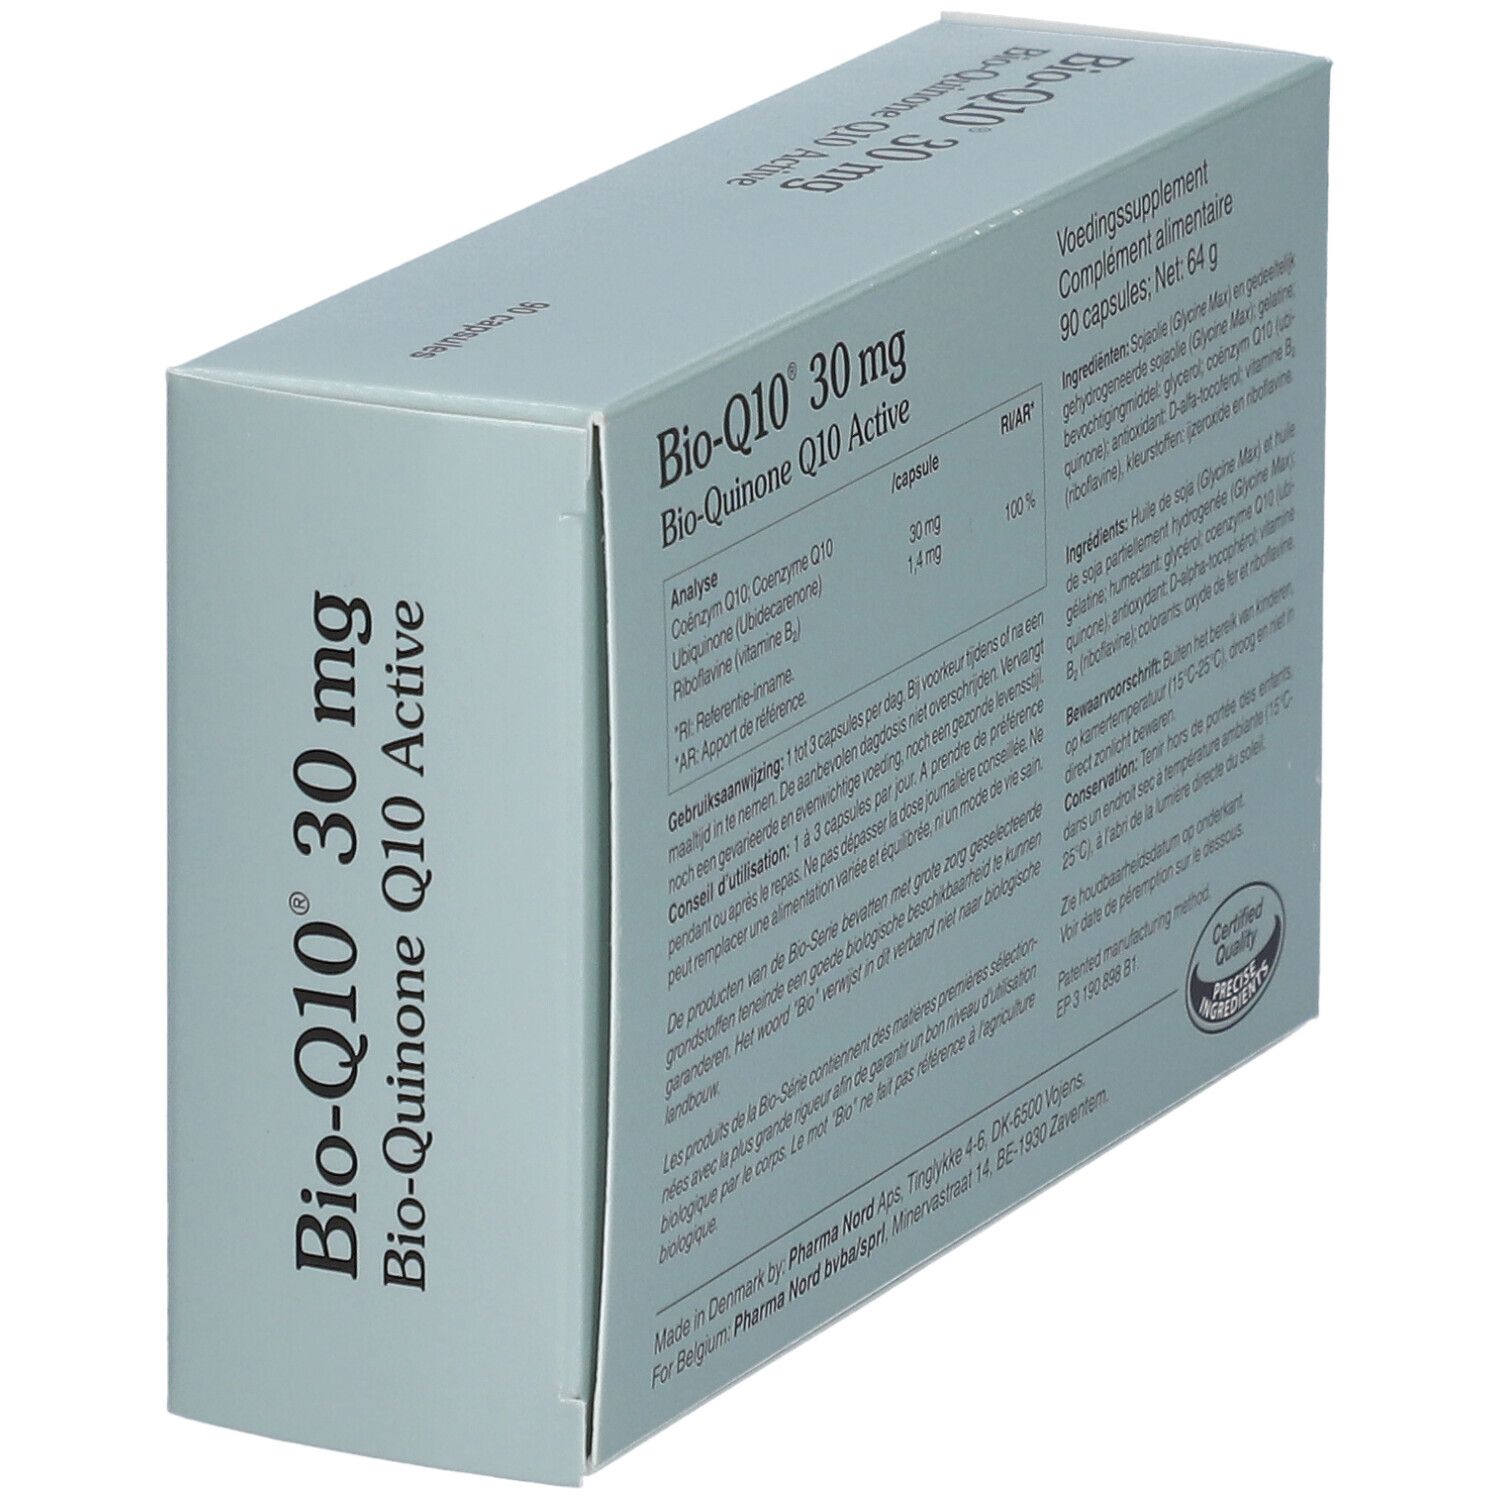 Bio-Q10® 30 mg
Bio-Quinone Q10 Active
90 capsules
Bio-Q10® 30 mg
Bio-Quinone Q10 Active
Bio-Q10® 30 mg
Bio-Quinone Q10 Active
/capsule RI/AR*
Analyse
Coënzym Q10; Coenzyme Q10
Ubiquinone (Ubidecarenone) 30 mg
Riboflavine (vitamine B₂) 1,4 mg 100 %
*RI: Referentie-inname.
*AR: Apport de référence.
Gebruiksaanwijzing: 1 tot 3 capsules per dag. Bij voorkeur tijdens of na een
maaltijd in te nemen. De aanbevolen dagdosis niet overschrijden. Vervangt
noch een gevarieerde en evenwichtige voeding, noch een gezonde levensstijl.
Conseil d'utilisation: 1 à 3 capsules par jour. A prendre de préférence
pendant ou après le repas. Ne pas dépasser la dose journalière conseillée. Ne
peut remplacer une alimentation variée et équilibrée, ni un mode de vie sain.
De producten van de Bio-Serie bevatten met grote zorg geselecteerde
grondstoffen teneinde een goede biologische beschikbaarheid te kunnen
garanderen. Het woord "Bio" verwijst in dit verband niet naar biologische
landbouw.
Les produits de la Bio-Série contiennent des matières premières sélection-
nées avec la plus grande rigueur afin de garantir un bon niveau d'utilisation
biologique par le corps. Le mot "Bio" ne fait pas référence à l'agriculture
biologique.
Made in Denmark by: Pharma Nord Aps, Tinglykke 4-6, DK-6500 Vojens.
For Belgium: Pharma Nord bvba/sprl, Minervastraat 14, BE-1930 Zaventem.
Voedingssupplement
Complément alimentaire
90 capsules; Net: 64 g
Ingrediënten: Sojaolie (Glycine Max) en gedeeltelijk
gehydrogeneerde sojaolie (Glycine Max); gelatine;
bevochtigingmiddel: glycerol; coënzym Q10 (ubi-
quinone); antioxidant: D-alfa-tocoferol; vitamine B₂
(riboflavine), kleurstoffen: ijzeroxide en riboflavine.
Ingrédients: Huile de soja (Glycine Max) et huile
de soja partiellement hydrogenée (Glycine Max);
gélatine; humectant: glycérol; coenzyme Q10 (ubi-
quinone); antioxydant: D-alpha-tocophérol; vitamine
B₂ (riboflavine); colorants: oxyde de fer et riboflavine.
Bewaarvoorschrift: Buiten het bereik van kinderen,
op kamertemperatuur (15°C-25°C), droog en niet in
direct zonlicht bewaren.
Conservation: Tenir hors de portée des enfants,
dans un endroit sec à température ambiante (15°C-
25°C), à l'abri de la lumière directe du soleil.
Zie houdbaarheidsdatum op onderkant.
Voir date de péremption sur le dessous.
Patented manufacturing method.
EP 3 190 898 B1.
Certified
Quality
PRECISE
INGREDIENTS